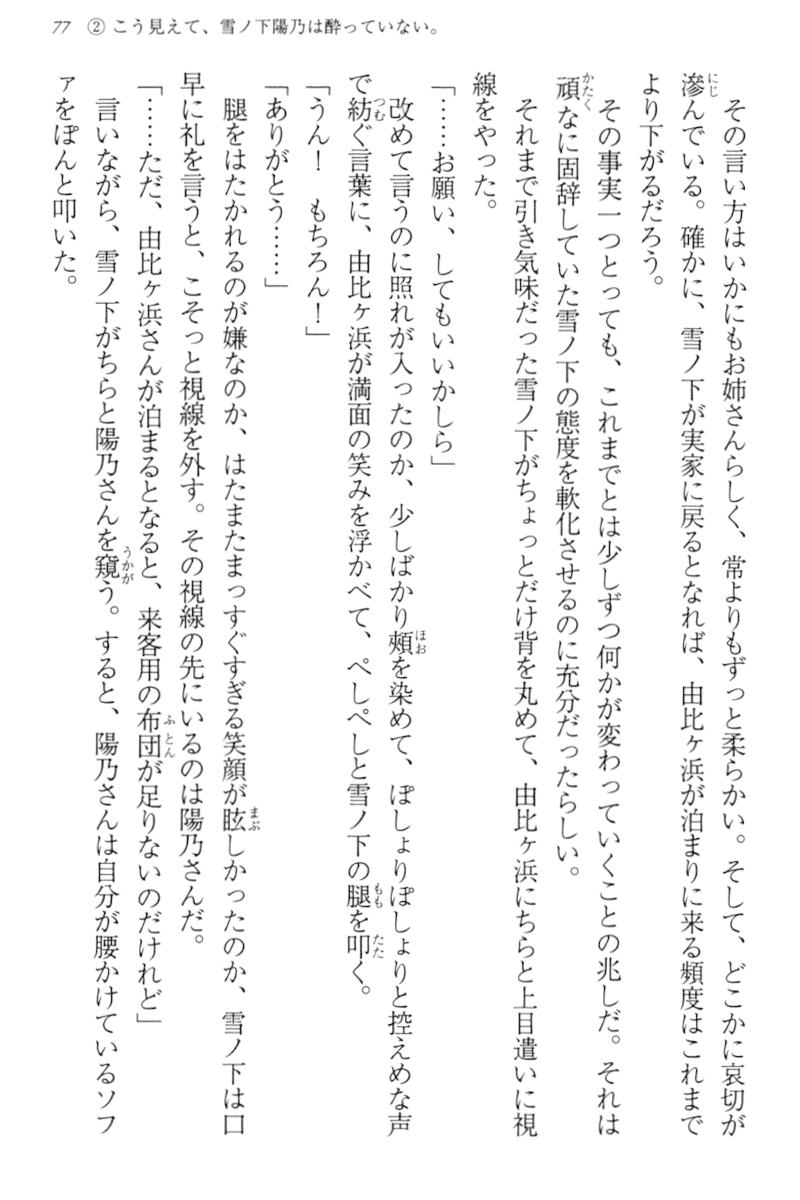 77　② こう見えて、雪ノ下陽乃は酔っていない。
その言い方はいかにもお姉さんらしく、常よりもずっと柔らかい。そして、どこかに哀切が
滲んでいる。確かに、雪ノ下が実家に戻るとなれば、由比ヶ浜が泊まりに来る頻度はこれまで
より下がるだろう。
その事実一つとっても、これまでとは少しずつ何かが変わっていくことの兆しだ。それは
頑なに固辞していた雪ノ下の態度を軟化させるのに充分だったらしい。
それまで引き気味だった雪ノ下がちょっとだけ背を丸めて、由比ヶ浜にちらと上目遣いに視
線をやった。
「……お願い、してもいいかしら」
改めて言うのに照れが入ったのか、少しばかり頰を染めて、ぽしょりぽしょりと控えめな声
で紡ぐ言葉に、由比ヶ浜が満面の笑みを浮かべて、ぺしぺしと雪ノ下の腿を叩く。
「うん！　もちろん！」
「ありがとう……」
腿をはたかれるのが嫌なのか、はたまたまっすぐすぎる笑顔が眩しかったのか、雪ノ下は口
早に礼を言うと、こそっと視線を外す。その視線の先にいるのは陽乃さんだ。
「……ただ、由比ヶ浜さんが泊まるとなると、来客用の布団が足りないのだけれど」
言いながら、雪ノ下がちらと陽乃さんを窺う。すると、陽乃さんは自分が腰かけているソフ
ァをぽんと叩いた。